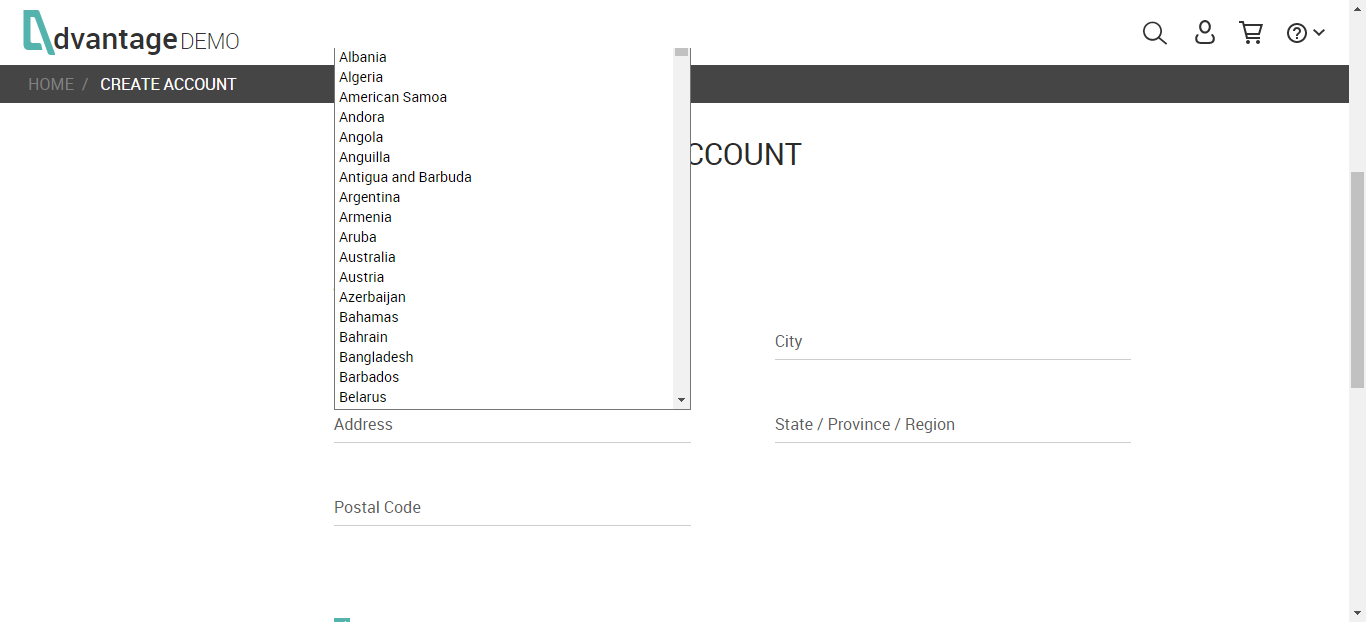 dvantage DEMO
HOME / CREATE ACCOUNT
CCOUNT
Albania
Algeria
American Samoa
Andora
Angola
Anguilla
Antigua and Barbuda
Argentina
Armenia
Aruba
Australia
Austria
Azerbaijan
Bahamas
Bahrain
Bangladesh
Barbados
Belarus
City
Address
State / Province / Region
Postal Code